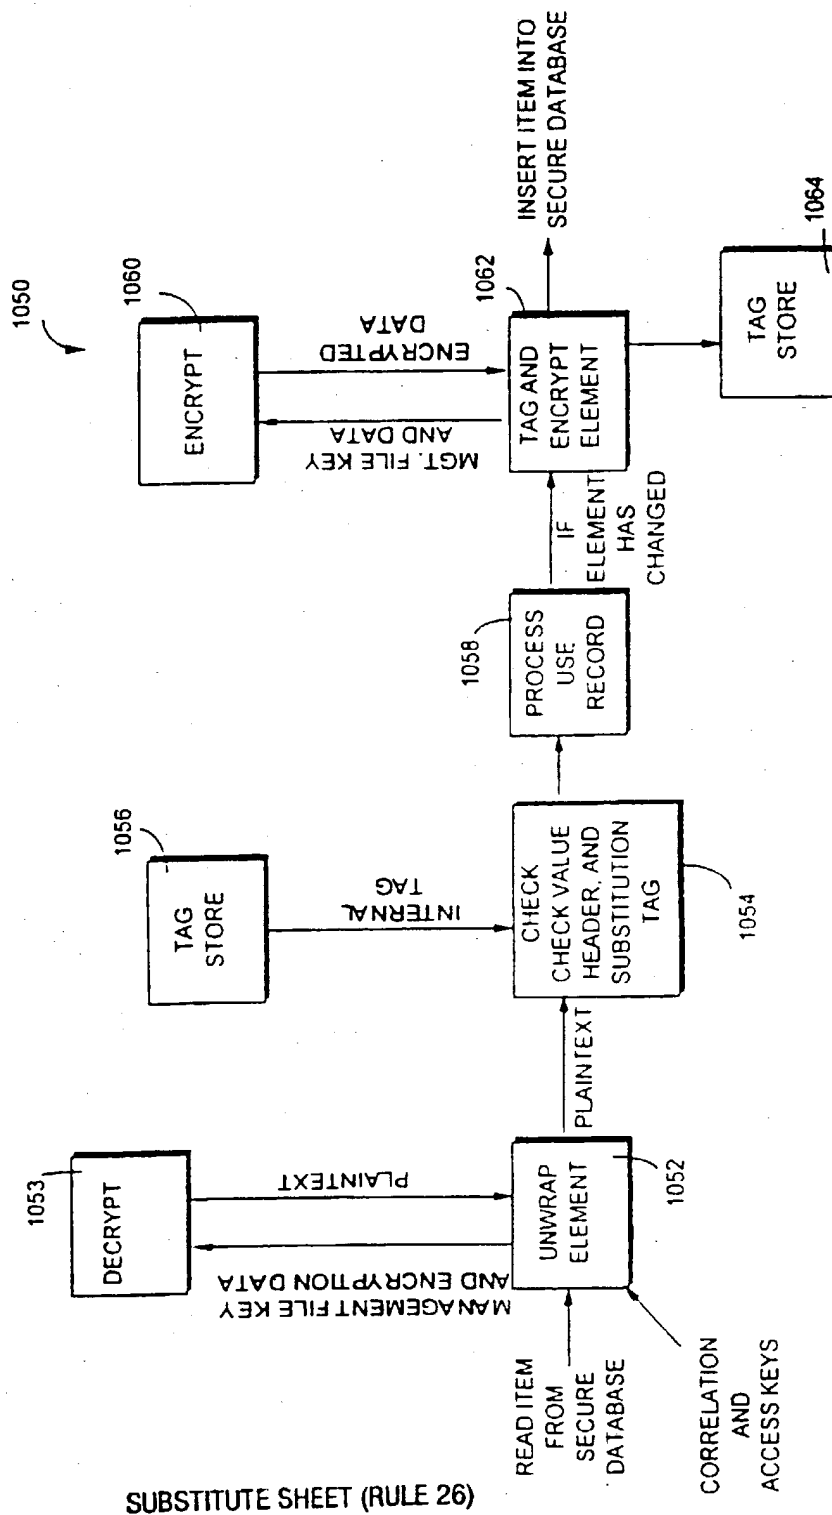 1050
1053
DECRYPT
MANAGEMENT FILE KEY
AND ENCRYPTION DATA
PLAINTEXT
READ ITEM
FROM
SECURE
DATABASE
CORRELATION
AND
ACCESS KEYS
UNWRAP
ELEMENT
1052
PLAINTEXT
1056
TAG
STORE
INTERNAL
TAG
CHECK
CHECK VALUE
HEADER, AND
SUBSTITUTION
TAG
1054
1058
PROCESS
USE
RECORD
IF
ELEMENT
HAS
CHANGED
1060
ENCRYPT
MGT. FILE KEY
AND DATA
ENCRYPTED
DATA
1062
TAG AND
ENCRYPT
ELEMENT
INSERT ITEM INTO
SECURE DATABASE
TAG
STORE
1064
SUBSTITUTE SHEET (RULE 26)